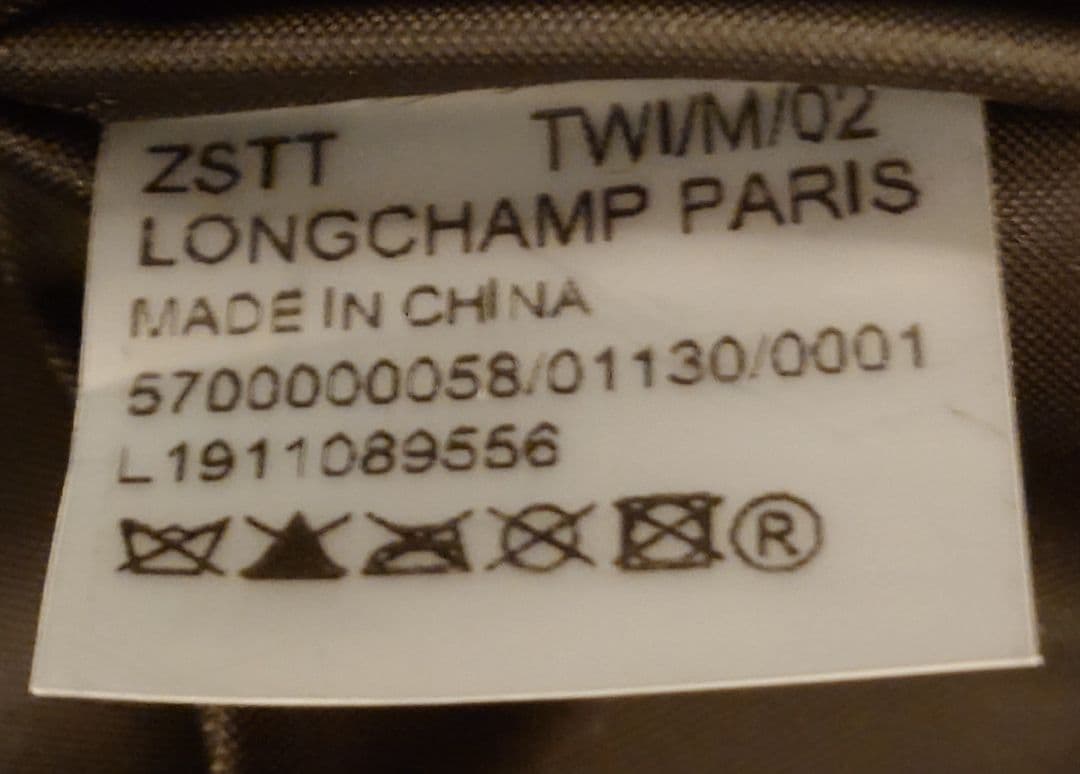 ZSTT TWI/M/02
LONGCHAMP PARIS
MADE IN CHINA
5700000058/01130/0001
L1911089556
®